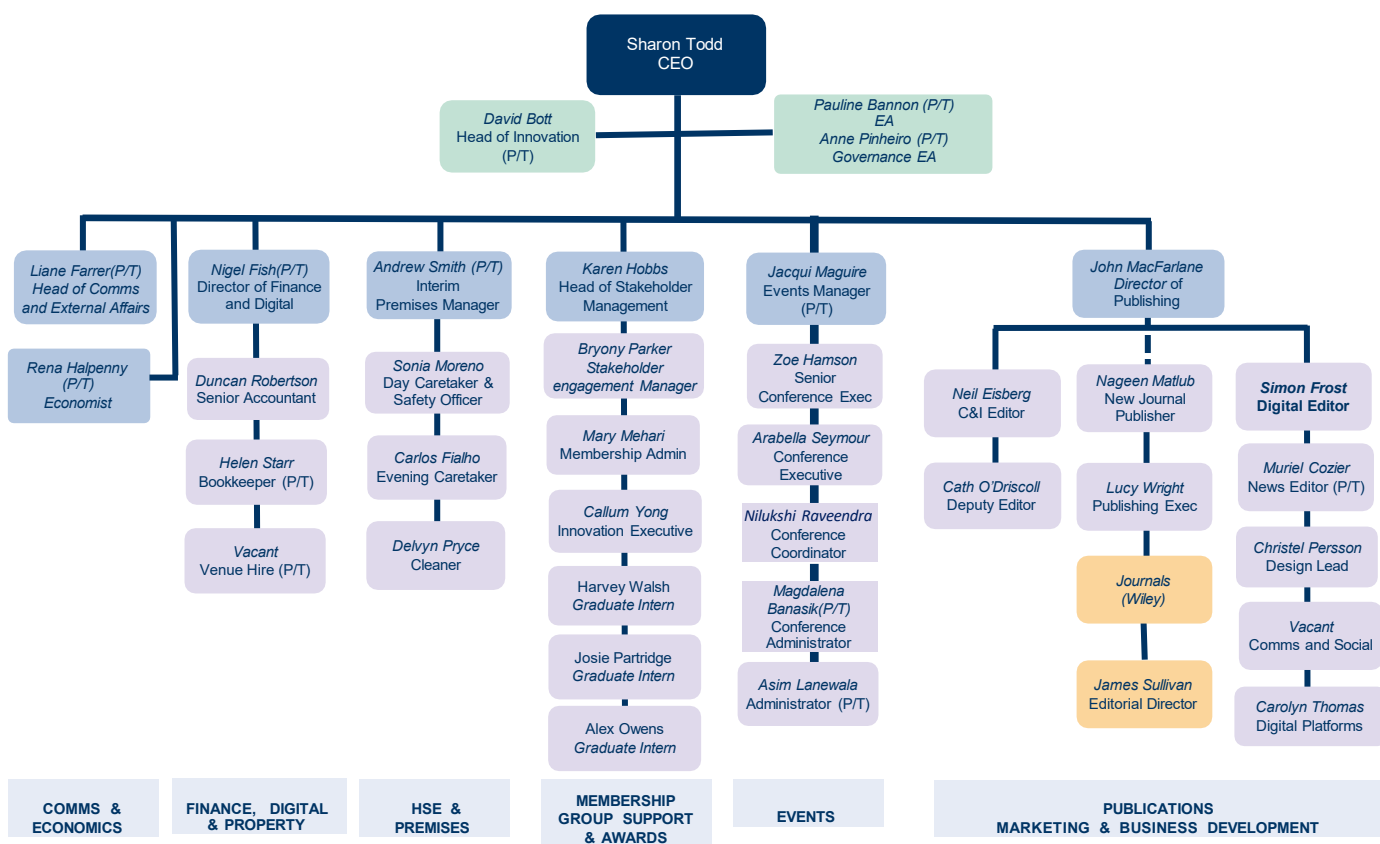 Sharon Todd
CEO
David Bott
Head of Innovation
(P/T)
Pauline Bannon (P/T)
EA
Anne Pinheiro (P/T)
Governance EA
Liane Farrer(P/T)
Head of Comms
and External Affairs
Rena Halpenny
(P/T)
Economist
Nigel Fish(P/T)
Director of Finance
and Digital
Duncan Robertson
Senior Accountant
Helen Starr
Bookkeeper (P/T)
Vacant
Venue Hire (P/T)
Andrew Smith (P/T)
Interim
Premises Manager
Sonia Moreno
Day Caretaker &
Safety Officer
Carlos Fialho
Evening Caretaker
Delvyn Pryce
Cleaner
Karen Hobbs
Head of Stakeholder
Management
Bryony Parker
Stakeholder
engagement Manager
Mary Mehari
Membership Admin
Callum Yong
Innovation Executive
Harvey Walsh
Graduate Intern
Josie Partridge
Graduate Intern
Alex Owens
Graduate Intern
Jacqui Maguire
Events Manager
(P/T)
Zoe Hamson
Senior
Conference Exec
Arabella Seymour
Conference
Executive
Nilukshi Raveendra
Conference
Coordinator
Magdalena
Banasik(P/T)
Conference
Administrator
Asim Lanewala
Administrator (P/T)
John MacFarlane
Director of
Publishing
Neil Eisberg
C&I Editor
Cath O’Driscoll
Deputy Editor
Nageen Matlub
New Journal
Publisher
Lucy Wright
Publishing Exec
Journals
(Wiley)
James Sullivan
Editorial Director
Simon Frost
Digital Editor
Muriel Cozier
News Editor (P/T)
Christel Persson
Design Lead
Vacant
Comms and Social
Carolyn Thomas
Digital Platforms
COMMS &
ECONOMICS
FINANCE, DIGITAL
& PROPERTY
HSE &
PREMISES
MEMBERSHIP
GROUP SUPPORT
& AWARDS
EVENTS
PUBLICATIONS
MARKETING & BUSINESS DEVELOPMENT